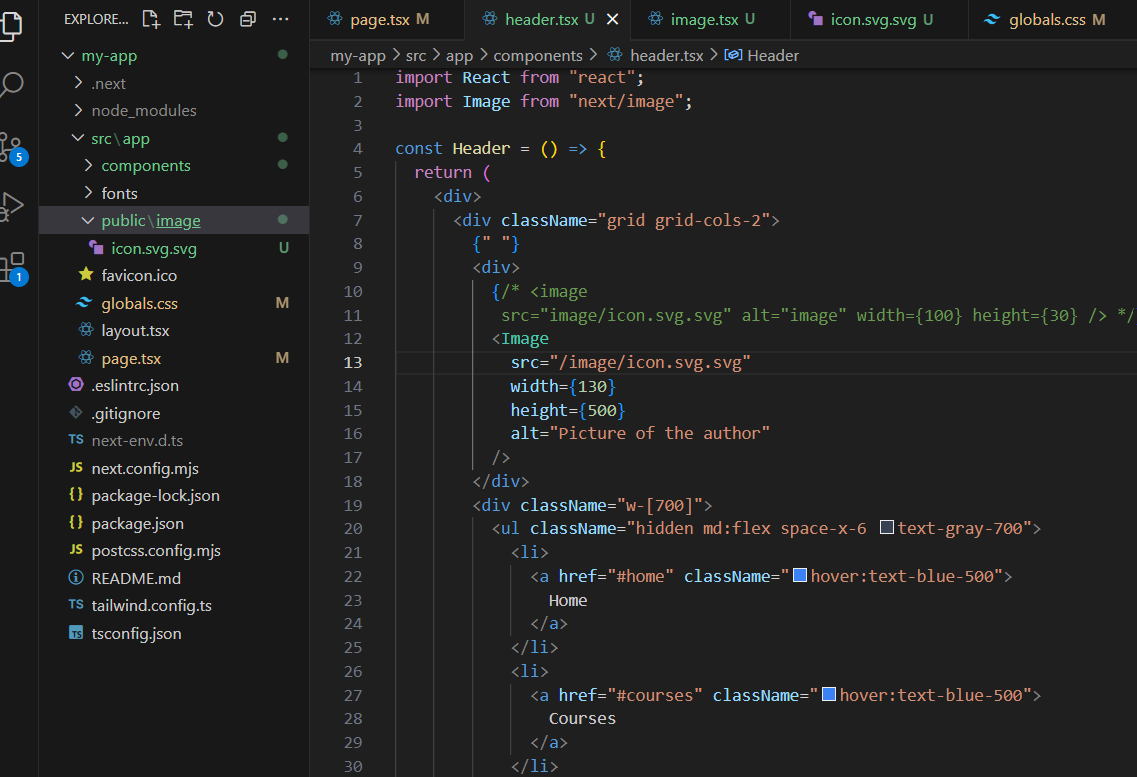 EXPLORE... ...
page.tsx M
header.tsx U
image.tsx U
icon.svg.svg U
globals.css M
my-app > src > app > components > header.tsx > Header
my-app
.next
node_modules
src\app
components
fonts
public\image
icon.svg.svg U
favicon.ico
globals.css M
layout.tsx
page.tsx M
.eslintrc.json
.gitignore
TS next-env.d.ts
JS next.config.mjs
{} package-lock.json
{} package.json
JS postcss.config.mjs
README.md
TS tailwind.config.ts
TS tsconfig.json
5
1
1 import React from "react";
2 import Image from "next/image";
3
4 const Header = () => {
5 return (
6 <div>
7 <div className="grid grid-cols-2">
8 {" "}
9 <div>
10 {/* <image
11 src="image/icon.svg.svg" alt="image" width={100} height={30} /> */
12 <Image
13 src="/image/icon.svg.svg"
14 width={130}
15 height={500}
16 alt="Picture of the author"
17 />
18 </div>
19 <div className="w-[700]">
20 <ul className="hidden md:flex space-x-6 text-gray-700">
21 <li>
22 <a href="#home" className="hover:text-blue-500">
23 Home
24 </a>
25 </li>
26 <li>
27 <a href="#courses" className="hover:text-blue-500">
28 Courses
29 </a>
30 </li>